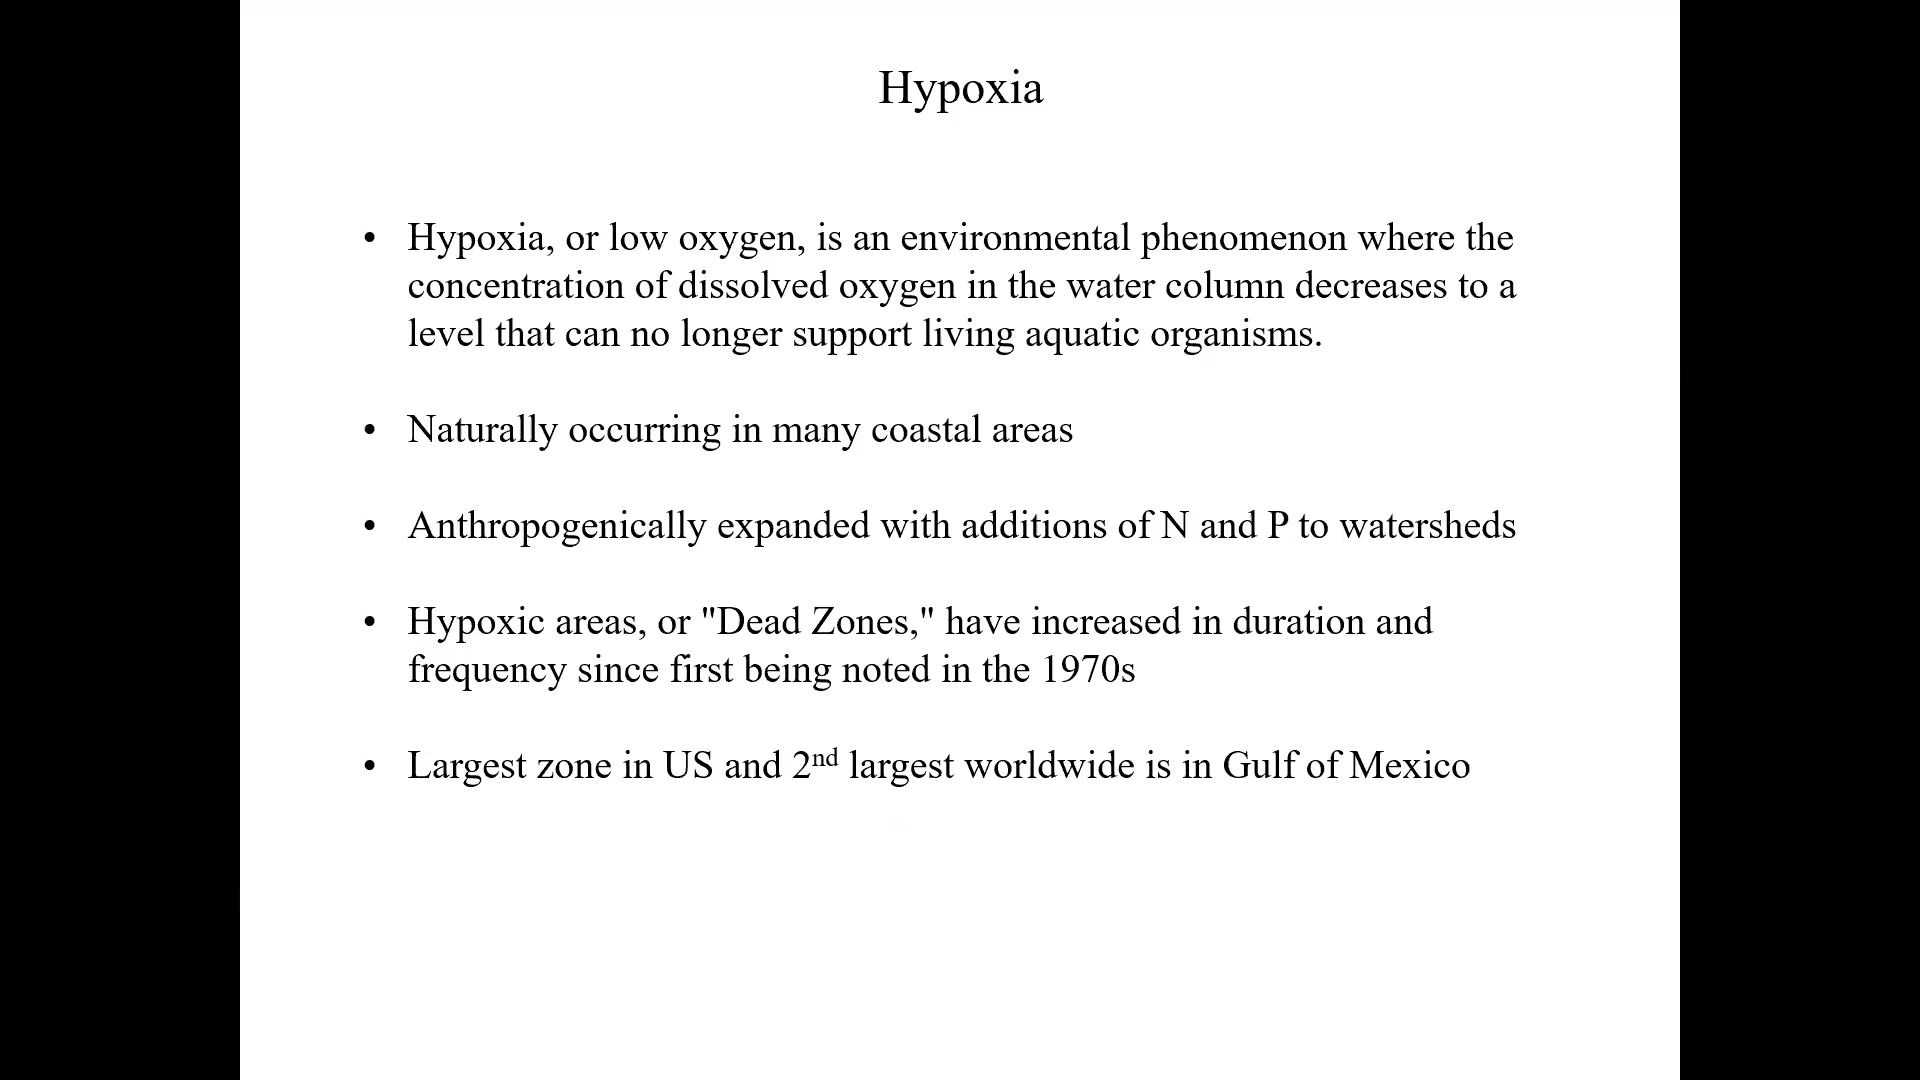 Hypoxia
• Hypoxia, or low oxygen, is an environmental phenomenon where the
concentration of dissolved oxygen in the water column decreases to a
level that can no longer support living aquatic organisms.
• Naturally occurring in many coastal areas
• Anthropogenically expanded with additions of N and P to watersheds
• Hypoxic areas, or "Dead Zones," have increased in duration and
frequency since first being noted in the 1970s
• Largest zone in US and 2nd largest worldwide is in Gulf of Mexico